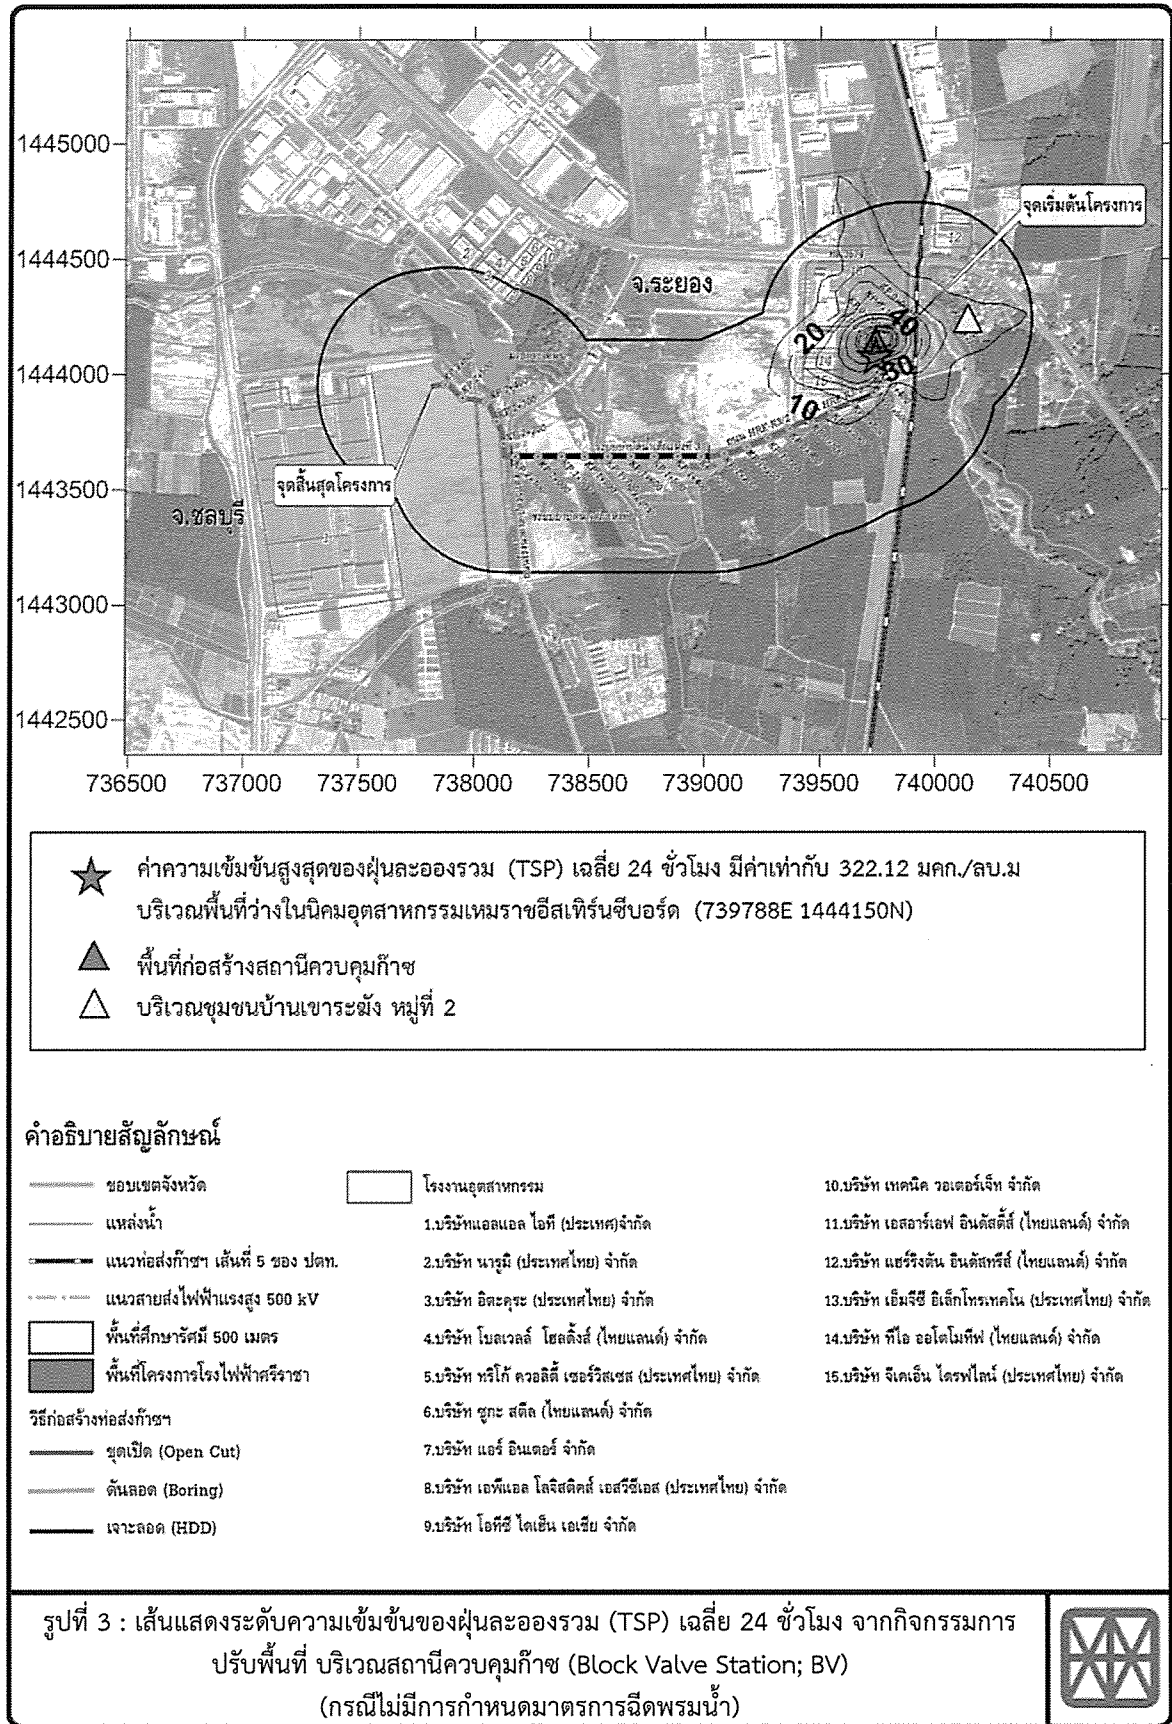 1445000
1444500
1444000
1443500
1443000
1442500
736500 737000 737500 738000 738500 739000 739500 740000 740500
จุดเริ่มต้นโครงการ
จ.ระยอง
20
40
30
10
จุดสิ้นสุดโครงการ
จ.ชลบุรี
ค่าความเข้มข้นสูงสุดของฝุ่นละอองรวม (TSP) เฉลี่ย 24 ชั่วโมง มีค่าเท่ากับ 322.12 มคก./ลบ.ม
บริเวณพื้นที่ว่างในนิคมอุตสาหกรรมเหมราชอีสเทิร์นซีบอร์ด (739788E 1444150N)
พื้นที่ก่อสร้างสถานีควบคุมก๊าซ
บริเวณชุมชนบ้านเขาระฆัง หมู่ที่ 2
คำอธิบายสัญลักษณ์
ขอบเขตจังหวัด
แหล่งน้ำ
แนวท่อส่งก๊าซฯ เส้นที่ 5 ของ ปตท.
แนวสายส่งไฟฟ้าแรงสูง 500 kV
พื้นที่ศึกษารัศมี 500 เมตร
พื้นที่โครงการโรงไฟฟ้าศรีราชา
วิธีก่อสร้างท่อส่งก๊าซฯ
ขุดเปิด (Open Cut)
ดันลอด (Boring)
เจาะลอด (HDD)
โรงงานอุตสาหกรรม
1.บริษัทแอลแอล ไอที (ประเทศ)จำกัด
2.บริษัท นารูมิ (ประเทศไทย) จำกัด
3.บริษัท อิตะคุระ (ประเทศไทย) จำกัด
4.บริษัท โบลเวลล์ โฮลดิ้งส์ (ไทยแลนด์) จำกัด
5.บริษัท ทริโก้ ควอลิตี้ เซอร์วิสเซส (ประเทศไทย) จำกัด
6.บริษัท ซูกะ สตีล (ไทยแลนด์) จำกัด
7.บริษัท แอร์ อินเตอร์ จำกัด
8.บริษัท เอพีแอล โลจิสติคส์ เอสวีซีเอส (ประเทศไทย) จำกัด
9.บริษัท โอทีซี ไดเฮ็น เอเชีย จำกัด
10.บริษัท เทคนิค วอเตอร์เจ็ท จำกัด
11.บริษัท เอสอาร์เอฟ อินดัสตี้ส์ (ไทยแลนด์) จำกัด
12.บริษัท แฮร์ริงตัน อินดัสทรีส์ (ไทยแลนด์) จำกัด
13.บริษัท เอ็มจีซี อิเล็กโทรเทคโน (ประเทศไทย) จำกัด
14.บริษัท ทีไอ ออโตโมทีฟ (ไทยแลนด์) จำกัด
15.บริษัท จีเคเอ็น ไดรฟไลน์ (ประเทศไทย) จำกัด
รูปที่ 3 : เส้นแสดงระดับความเข้มข้นของฝุ่นละอองรวม (TSP) เฉลี่ย 24 ชั่วโมง จากกิจกรรมการ
ปรับพื้นที่ บริเวณสถานีควบคุมก๊าซ (Block Valve Station; BV)
(กรณีไม่มีการกำหนดมาตรการฉีดพรมน้ำ)